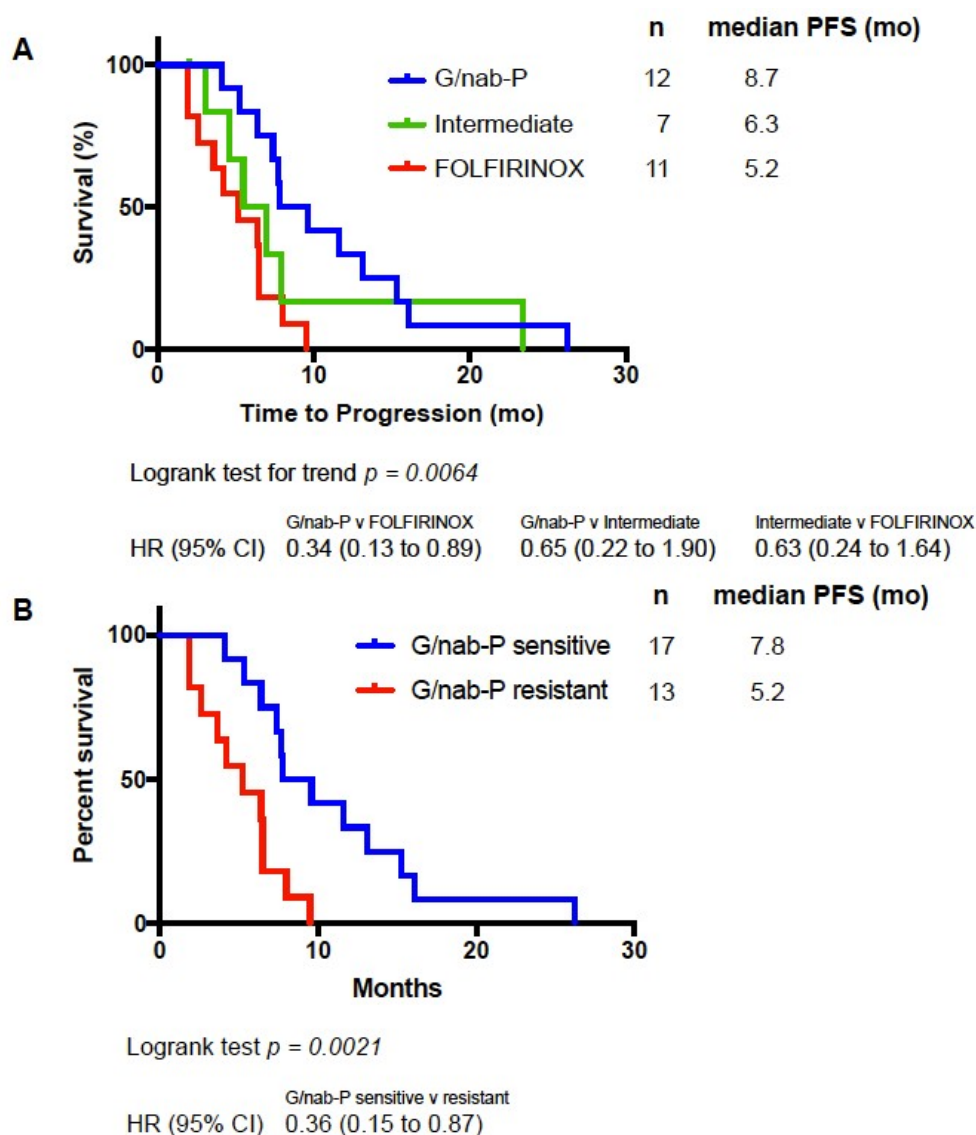 A
n median PFS (mo)
G/nab-P 12 8.7
Intermediate 7 6.3
FOLFIRINOX 11 5.2
Survival (%)
100
50
0
0 10 20 30
Time to Progression (mo)
Logrank test for trend p = 0.0064
G/nab-P v FOLFIRINOX G/nab-P v Intermediate Intermediate v FOLFIRINOX
HR (95% CI) 0.34 (0.13 to 0.89) 0.65 (0.22 to 1.90) 0.63 (0.24 to 1.64)
B
n median PFS (mo)
G/nab-P sensitive 17 7.8
G/nab-P resistant 13 5.2
Percent survival
100
50
0
0 10 20 30
Months
Logrank test p = 0.0021
G/nab-P sensitive v resistant
HR (95% CI) 0.36 (0.15 to 0.87)